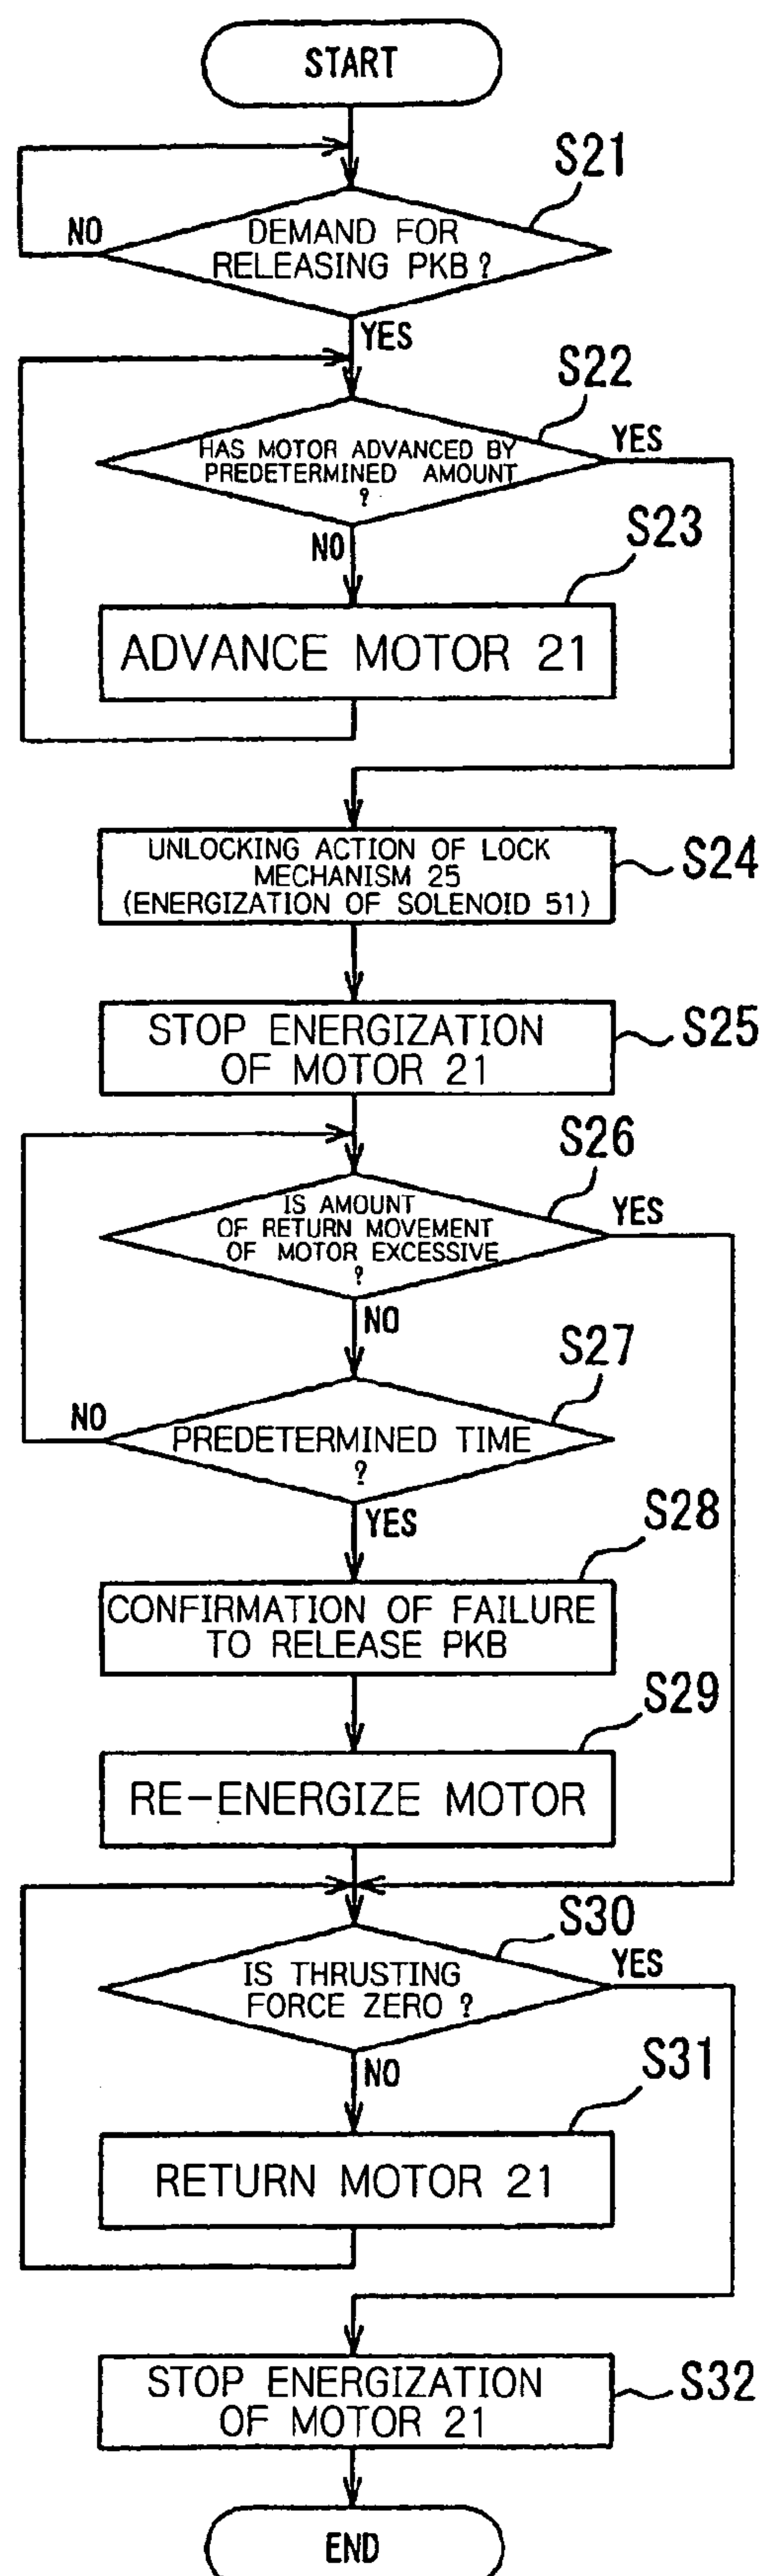 START
S21
DEMAND FOR
RELEASING PKB?
NO
YES
S22
HAS MOTOR ADVANCED BY
PREDETERMINED AMOUNT
?
YES
NO
S23
ADVANCE MOTOR 21
UNLOCKING ACTION OF LOCK
MECHANISM 25
(ENERGIZATION OF SOLENOID 51)
S24
STOP ENERGIZATION
OF MOTOR 21
S25
S26
IS AMOUNT
OF RETURN MOVEMENT
OF MOTOR EXCESSIVE
?
YES
NO
S27
PREDETERMINED TIME
?
NO
YES
S28
CONFIRMATION OF FAILURE
TO RELEASE PKB
S29
RE-ENERGIZE MOTOR
S30
IS THRUSTING
FORCE ZERO?
YES
NO
S31
RETURN MOTOR 21
STOP ENERGIZATION
OF MOTOR 21
S32
END